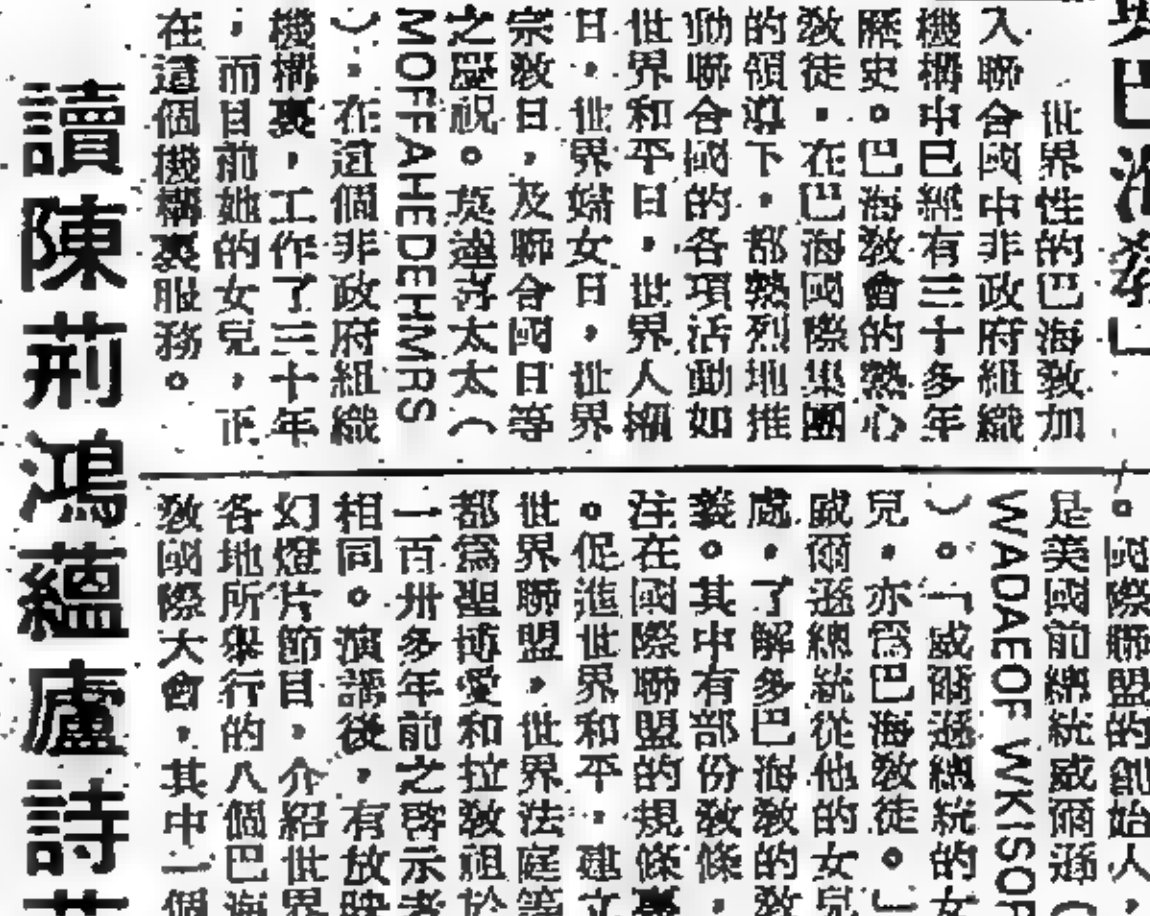 與巴海教」
世界性的巴海教加
入聯合國中非政府組織
機構中已經有三十多年
歷史。巴海教會的熱心
教徒,在巴海國際集團
的領導下,都熱烈地推
動聯合國的各項活動如
世界和平日,世界人權
日,世界婦女日,世界
宗教日,及聯合國日等
之慶祝。莫達喜太太(
MOFFAHEDEHMRS
),在這個非政府組織
機構裏,工作了三十年
,而目前她的女兒,正
在這個機構裏服務。
。國際聯盟的創始人,
是美國前總統威爾遜(
WADAEOF WKISOF
)。「威爾遜總統的女
兒,亦為巴海教徒。」
威爾遜總統從他的女兒
處,了解多巴海教的教
義。其中有部份教條,
注在國際聯盟的規條
。促進世界和平,建立
世界聯盟,世界法庭等
都為聖博愛和拉教祖於
一百卅多年前之啓示者
相同。演講後,有放映
幻燈片節目,介紹世界
各地所舉行的八個巴海
教國際大會,其中一個
讀陳荊鴻蘊廬詩